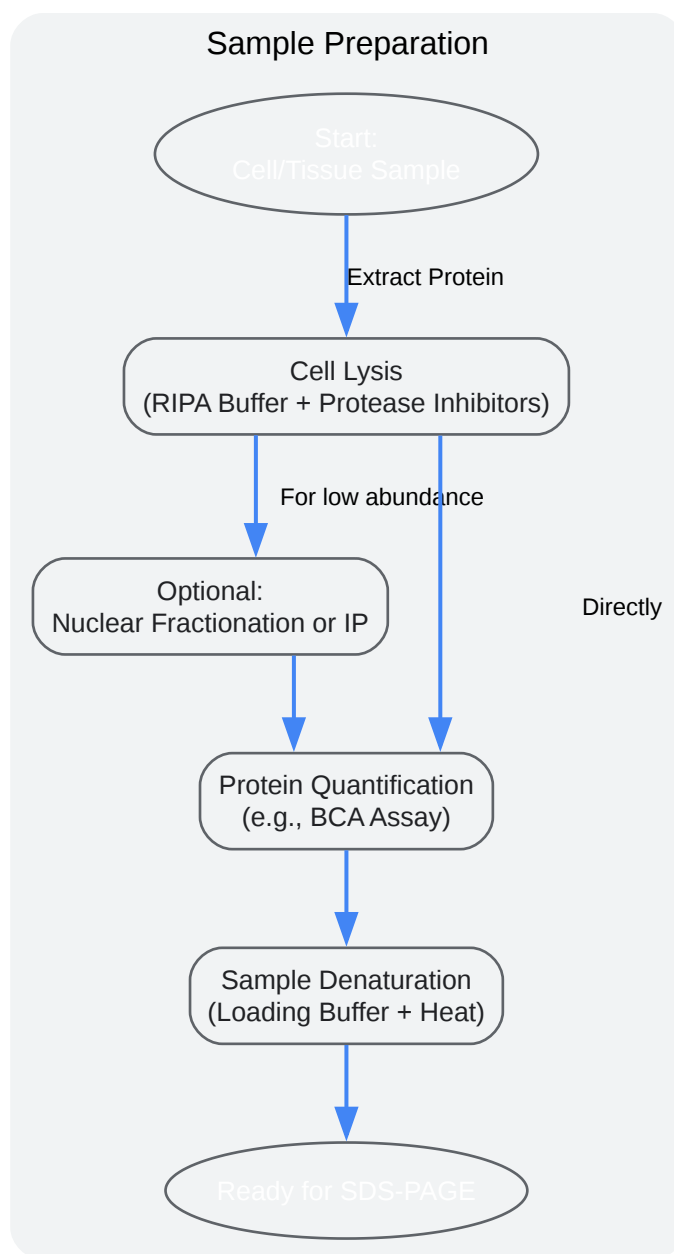 Sample Preparation
Start:
Cell/Tissue Sample
Extract Protein
Cell Lysis
(RIPA Buffer + Protease Inhibitors)
For low abundance
Optional:
Nuclear Fractionation or IP
Directly
Protein Quantification
(e.g., BCA Assay)
Sample Denaturation
(Loading Buffer + Heat)
Ready for SDS-PAGE